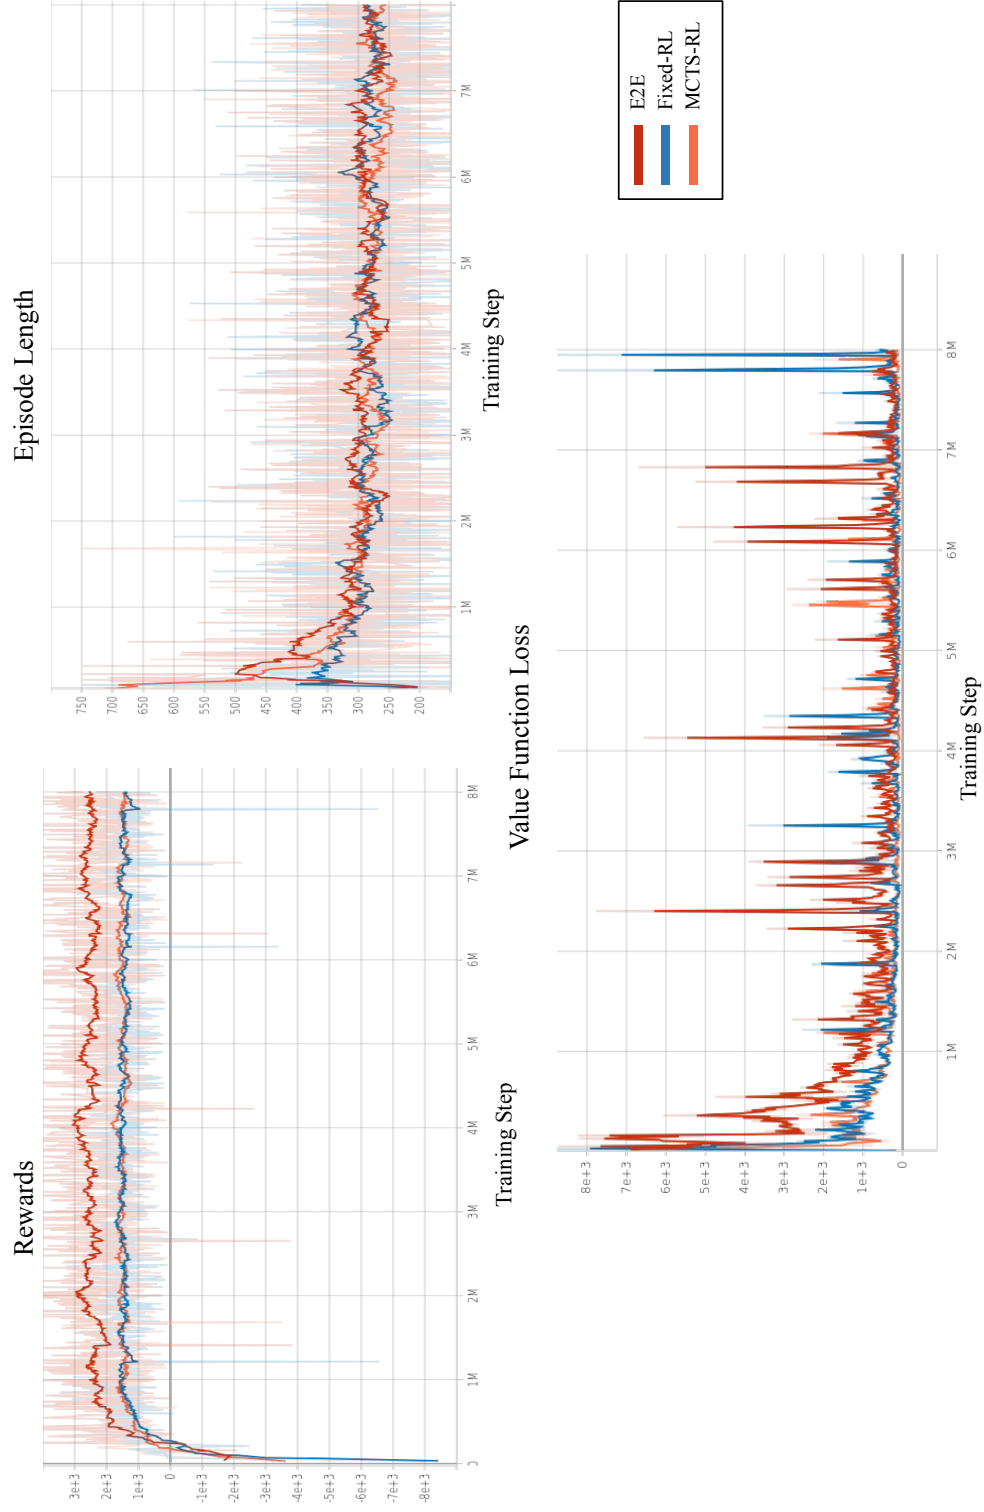 Rewards
3e+3
2e+3
1e+3
0
-1e+3
-2e+3
-3e+3
-4e+3
-5e+3
-6e+3
-7e+3
-8e+3
0 1M 2M 3M 4M 5M 6M 7M 8M
Training Step
Episode Length
750
700
650
600
550
500
450
400
350
300
250
200
1M 2M 3M 4M 5M 6M 7M
Training Step
Value Function Loss
8e+3
7e+3
6e+3
5e+3
4e+3
3e+3
2e+3
1e+3
0
1M 2M 3M 4M 5M 6M 7M 8M
Training Step
E2E
Fixed-RL
MCTS-RL